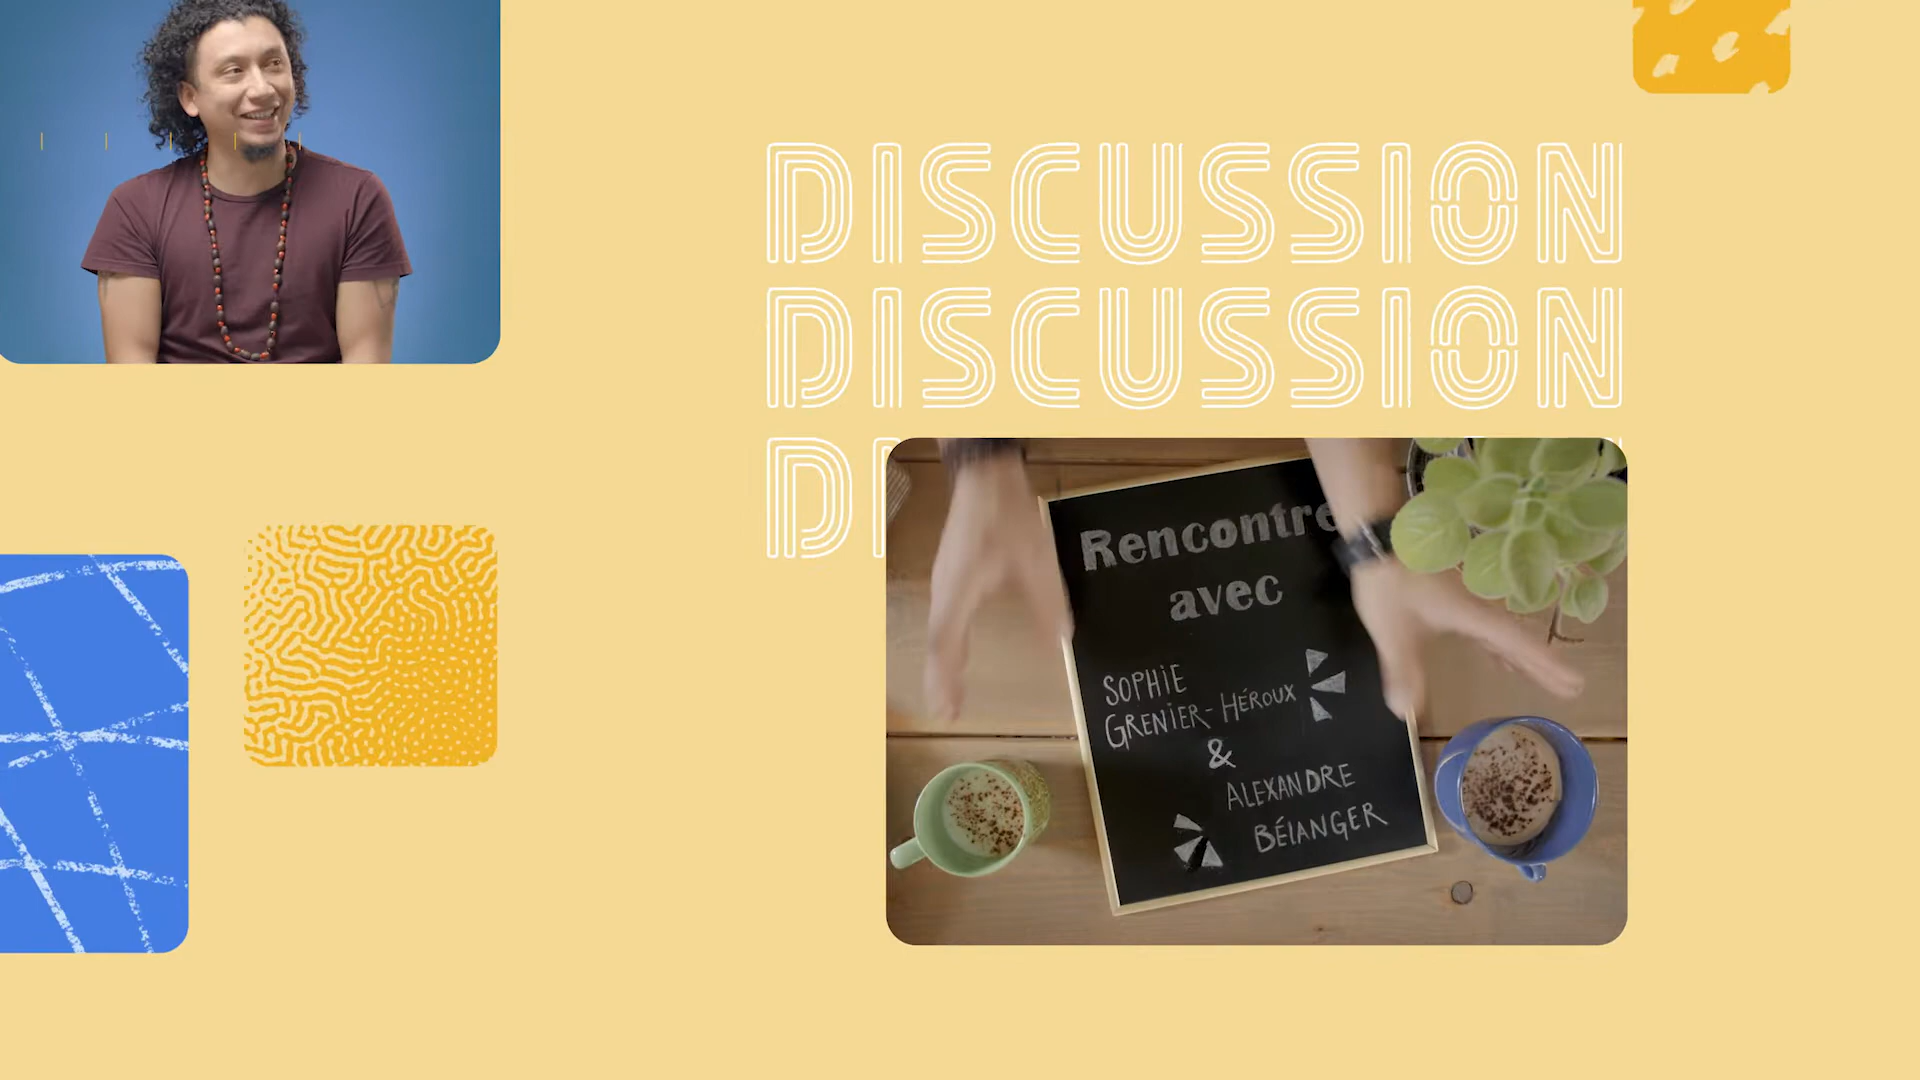 DISCUSSION
DISCUSSION
Rencontre
avec
SOPHIE
GRENIER-HÉROUX
&
ALEXANDRE
BÉLANGER